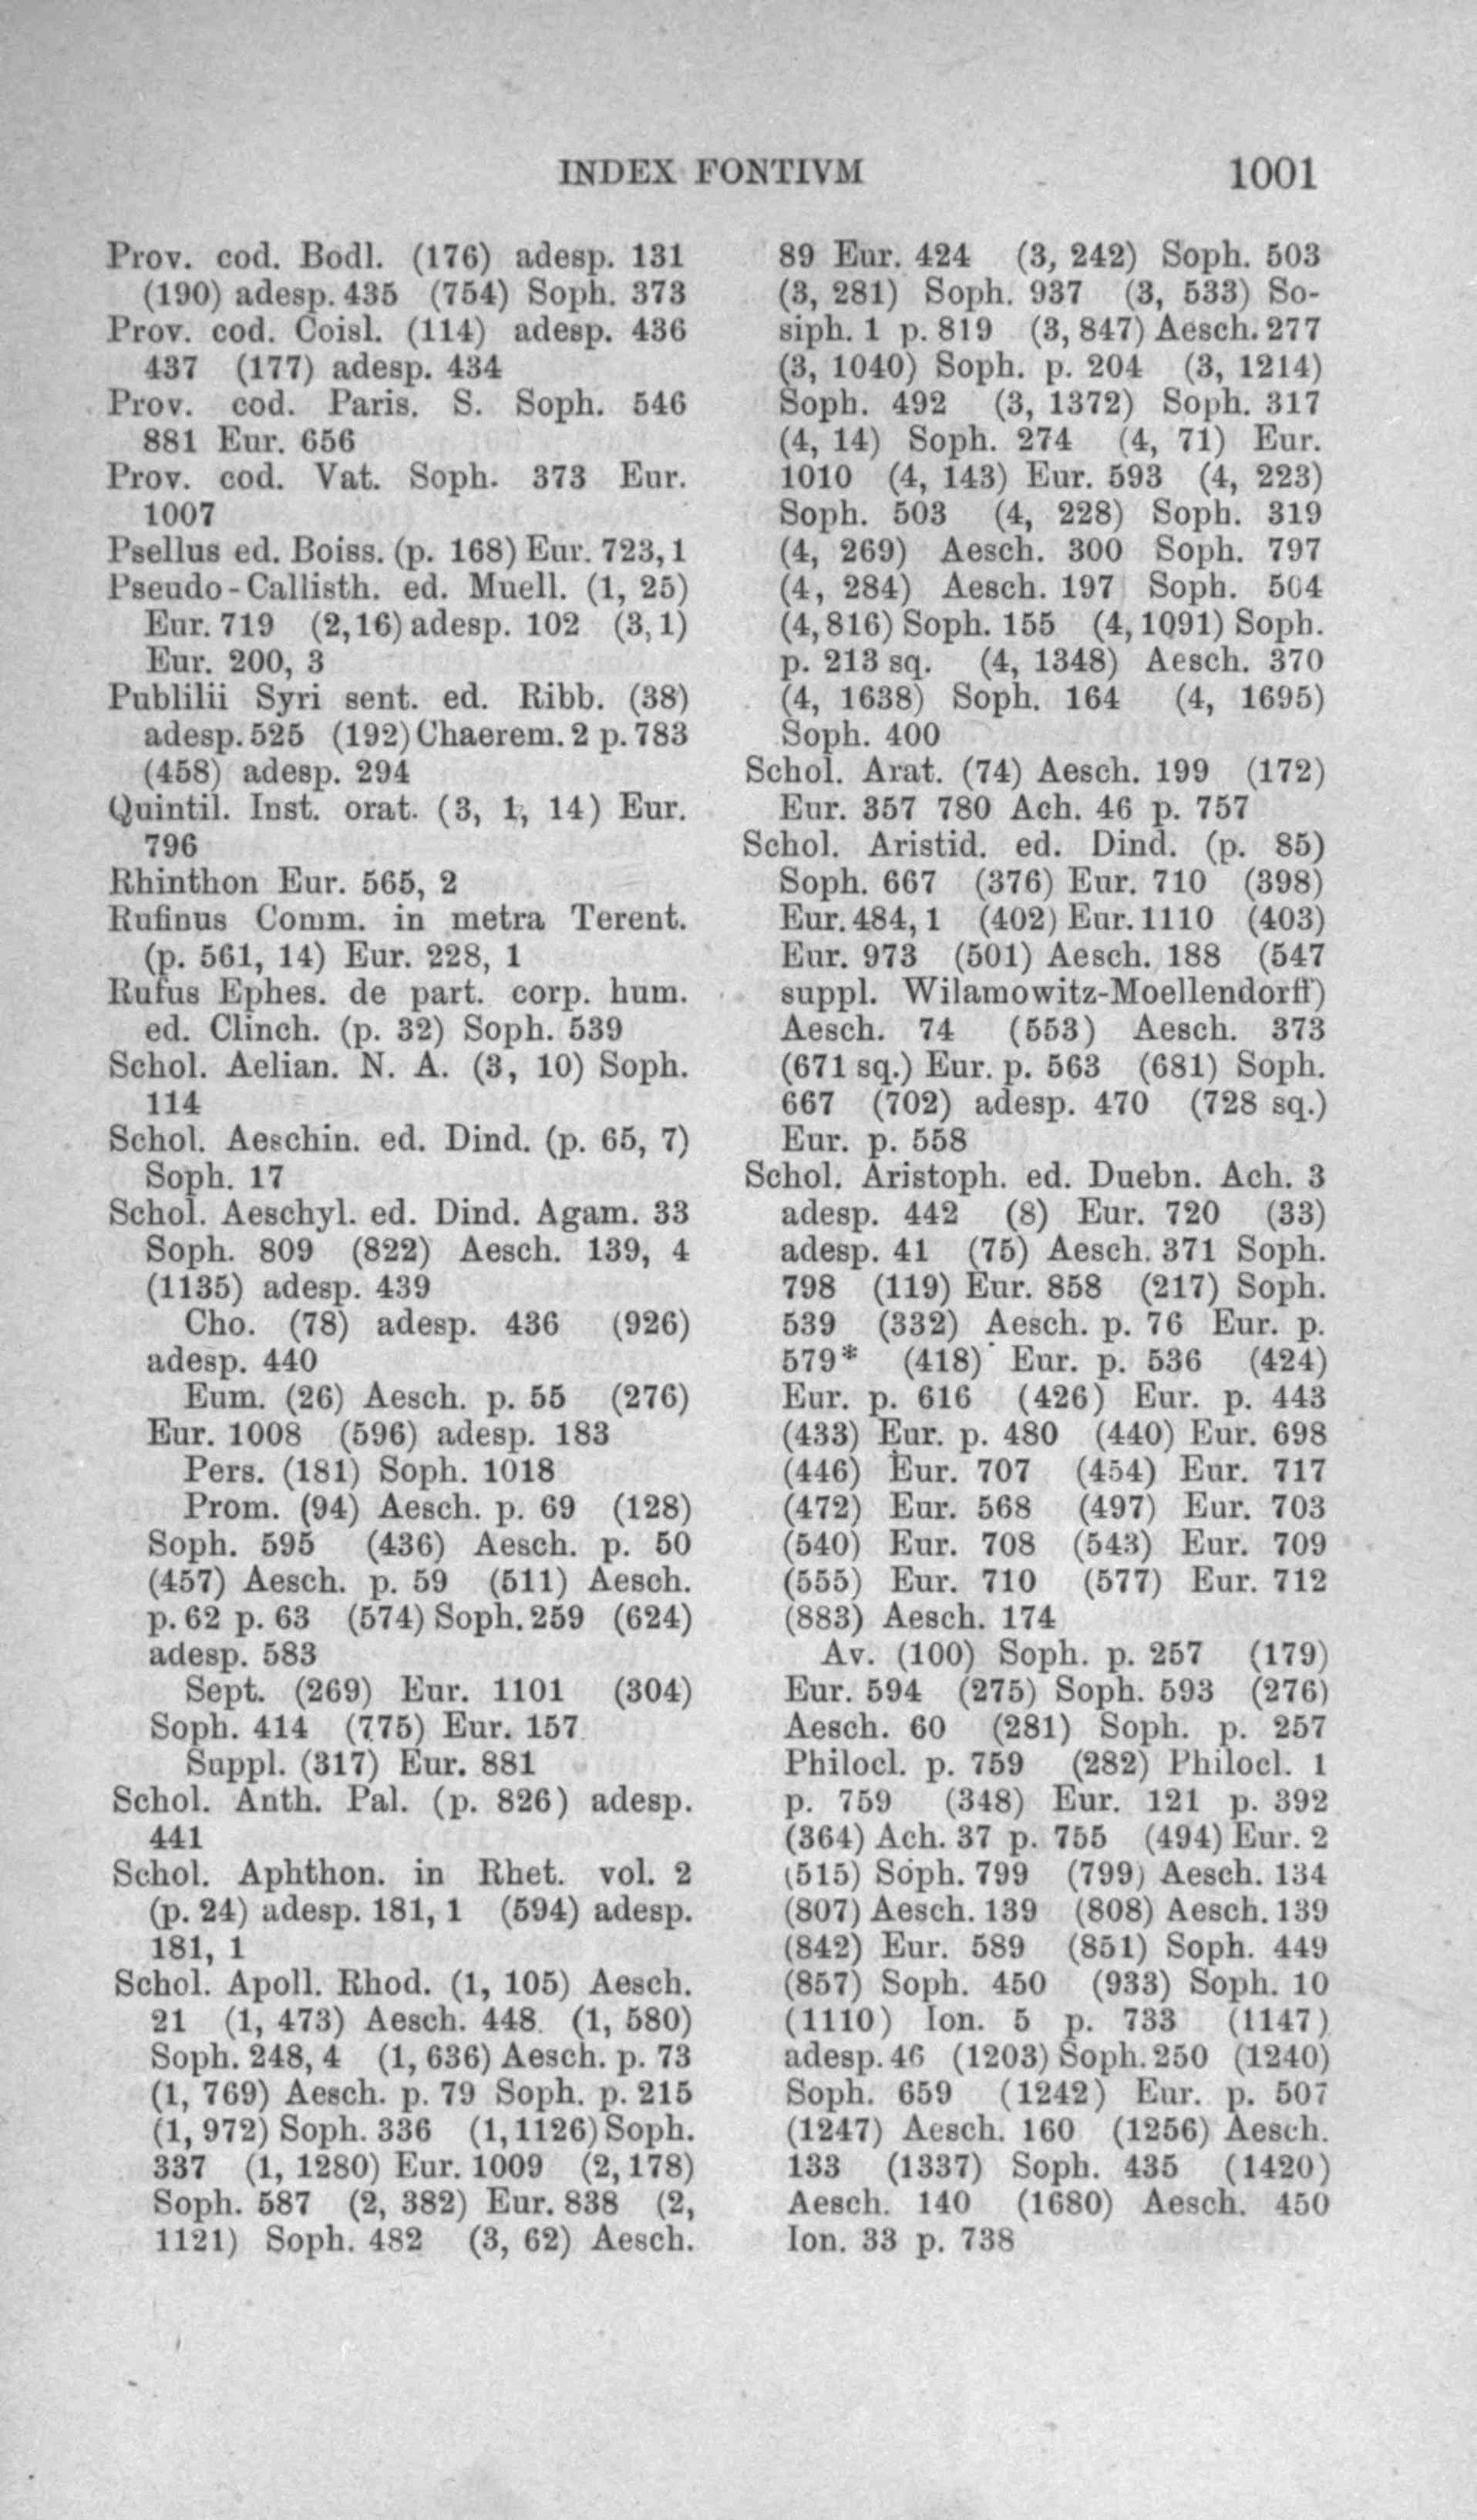 INDEX FONTIVM 1001
Prov. cod. Bodl. (176) adesp. 131
(190) adesp. 435 (754) Soph. 373
Prov. cod. Coisl. (114) adesp. 436
437 (177) adesp. 434
Prov. cod. Paris. S. Soph. 546
881 Eur. 656
Prov. cod. Vat. Soph. 373 Eur.
1007
Psellus ed. Boiss. (p. 168) Eur. 723, 1
Pseudo-Callisth. ed. Muell. (1, 25)
Eur. 719 (2, 16) adesp. 102 (3, 1)
Eur. 200, 3
Publilii Syri sent. ed. Ribb. (38)
adesp. 525 (192) Chaerem. 2 p. 783
(458) adesp. 294
Quintil. Inst. orat. (3, 1, 14) Eur.
796
Rhinthon Eur. 565, 2
Rufinus Comm. in metra Terent.
(p. 561, 14) Eur. 228, 1
Rufus Ephes. de part. corp. hum.
ed. Clinch. (p. 32) Soph. 539
Schol. Aelian. N. A. (3, 10) Soph.
114
Schol. Aeschin. ed. Dind. (p. 65, 7)
Soph. 17
Schol. Aeschyl. ed. Dind. Agam. 33
Soph. 809 (822) Aesch. 139, 4
(1135) adesp. 439
Cho. (78) adesp. 436 (926)
adesp. 440
Eum. (26) Aesch. p. 55 (276)
Eur. 1008 (596) adesp. 183
Pers. (181) Soph. 1018
Prom. (94) Aesch. p. 69 (128)
Soph. 595 (436) Aesch. p. 50
(457) Aesch. p. 59 (511) Aesch.
p. 62 p. 63 (574) Soph. 259 (624)
adesp. 583
Sept. (269) Eur. 1101 (304)
Soph. 414 (775) Eur. 157
Suppl. (317) Eur. 881
Schol. Anth. Pal. (p. 826) adesp.
441
Schol. Aphthon. in Rhet. vol. 2
(p. 24) adesp. 181, 1 (594) adesp.
181, 1
Schol. Apoll. Rhod. (1, 105) Aesch.
21 (1, 473) Aesch. 448 (1, 580)
Soph. 248, 4 (1, 636) Aesch. p. 73
(1, 769) Aesch. p. 79 Soph. p. 215
(1, 972) Soph. 336 (1, 1126) Soph.
337 (1, 1280) Eur. 1009 (2, 178)
Soph. 587 (2, 382) Eur. 838 (2,
1121) Soph. 482 (3, 62) Aesch.
89 Eur. 424 (3, 242) Soph. 503
(3, 281) Soph. 937 (3, 533) So-
siph. 1 p. 819 (3, 847) Aesch. 277
(3, 1040) Soph. p. 204 (3, 1214)
Soph. 492 (3, 1372) Soph. 317
(4, 14) Soph. 274 (4, 71) Eur.
1010 (4, 143) Eur. 593 (4, 223)
Soph. 503 (4, 228) Soph. 319
(4, 269) Aesch. 300 Soph. 797
(4, 284) Aesch. 197 Soph. 504
(4, 816) Soph. 155 (4, 1091) Soph.
p. 213 sq. (4, 1348) Aesch. 370
(4, 1638) Soph. 164 (4, 1695)
Soph. 400
Schol. Arat. (74) Aesch. 199 (172)
Eur. 357 780 Ach. 46 p. 757
Schol. Aristid. ed. Dind. (p. 85)
Soph. 667 (376) Eur. 710 (398)
Eur. 484, 1 (402) Eur. 1110 (403)
Eur. 973 (501) Aesch. 188 (547
suppl. Wilamowitz-Moellendorff)
Aesch. 74 (553) Aesch. 373
(671 sq.) Eur. p. 563 (681) Soph.
667 (702) adesp. 470 (728 sq.)
Eur. p. 558
Schol. Aristoph. ed. Duebn. Ach. 3
adesp. 442 (8) Eur. 720 (33)
adesp. 41 (75) Aesch. 371 Soph.
798 (119) Eur. 858 (217) Soph.
539 (332) Aesch. p. 76 Eur. p.
579* (418) Eur. p. 536 (424)
Eur. p. 616 (426) Eur. p. 443
(433) Eur. p. 480 (440) Eur. 698
(446) Eur. 707 (454) Eur. 717
(472) Eur. 568 (497) Eur. 703
(540) Eur. 708 (543) Eur. 709
(555) Eur. 710 (577) Eur. 712
(883) Aesch. 174
Av. (100) Soph. p. 257 (179)
Eur. 594 (275) Soph. 593 (276)
Aesch. 60 (281) Soph. p. 257
Philocl. p. 759 (282) Philocl. 1
p. 759 (348) Eur. 121 p. 392
(364) Ach. 37 p. 755 (494) Eur. 2
(515) Soph. 799 (799) Aesch. 134
(807) Aesch. 139 (808) Aesch. 139
(842) Eur. 589 (851) Soph. 449
(857) Soph. 450 (933) Soph. 10
(1110) Ion. 5 p. 733 (1147)
adesp. 46 (1203) Soph. 250 (1240)
Soph. 659 (1242) Eur. p. 507
(1247) Aesch. 160 (1256) Aesch.
133 (1337) Soph. 435 (1420)
Aesch. 140 (1680) Aesch. 450
Ion. 33 p. 738